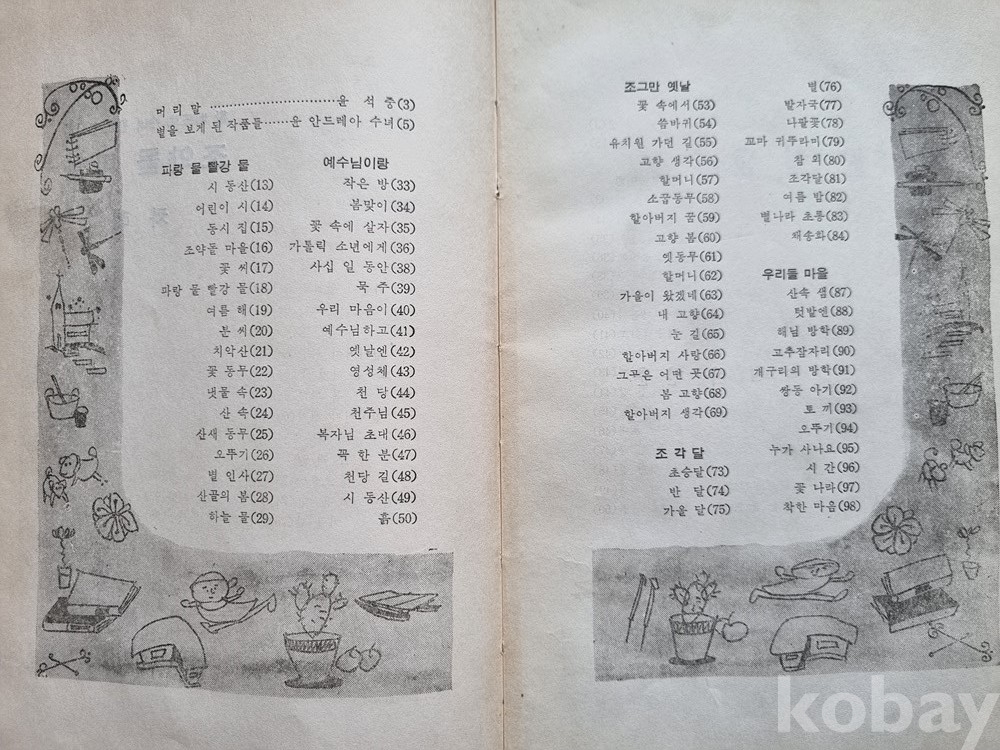 머 리 말 ······························ 윤 석 중(3)
별을 보게 된 작품들 ······ 윤 안드레아 수녀(5)
파랑 물 빨강 물
시 동산(13)
어린이 시(14)
동시 집(15)
조약돌 마을(16)
꽃 씨(17)
파랑 물 빨강 물(18)
여름 해(19)
분 씨(20)
치악산(21)
꽃 동무(22)
냇물 속(23)
산 속(24)
산새 동무(25)
오뚜기(26)
별 인사(27)
산골의 봄(28)
하늘 물(29)
예수님이랑
작은 방(33)
봄맞이(34)
꽃 속에 살자(35)
가톨릭 소년에게(36)
사십 일 동안(38)
묵 주(39)
우리 마음이(40)
예수님하고(41)
옛날엔(42)
영성체(43)
천 당(44)
천주님(45)
복자님 초대(46)
꼭 한 분(47)
천당 길(48)
시 동산(49)
흙(50)
조그만 옛날
꽃 속에서(53)
씀바귀(54)
유치원 가던 길(55)
고향 생각(56)
할머니(57)
소꿉동무(58)
할아버지 꿈(59)
고향 봄(60)
옛동무(61)
할머니(62)
가을이 왔겠네(63)
내 고향(64)
눈 길(65)
할아버지 사랑(66)
그곳은 어떤 곳(67)
봄 고향(68)
할아버지 생각(69)
조 각 달
초승달(73)
반 달(74)
가을 달(75)
별(76)
발자국(77)
나팔꽃(78)
꼬마 귀뚜라미(79)
참 외(80)
조각달(81)
여름 밤(82)
별나라 초롱(83)
채송화(84)
우리들 마을
산속 샘(87)
텃밭엔(88)
해님 방학(89)
고추잠자리(90)
개구리의 방학(91)
쌍둥 아기(92)
토 끼(93)
오뚜기(94)
누가 사나요(95)
시 간(96)
꽃 나라(97)
착한 마음(98)
kobay